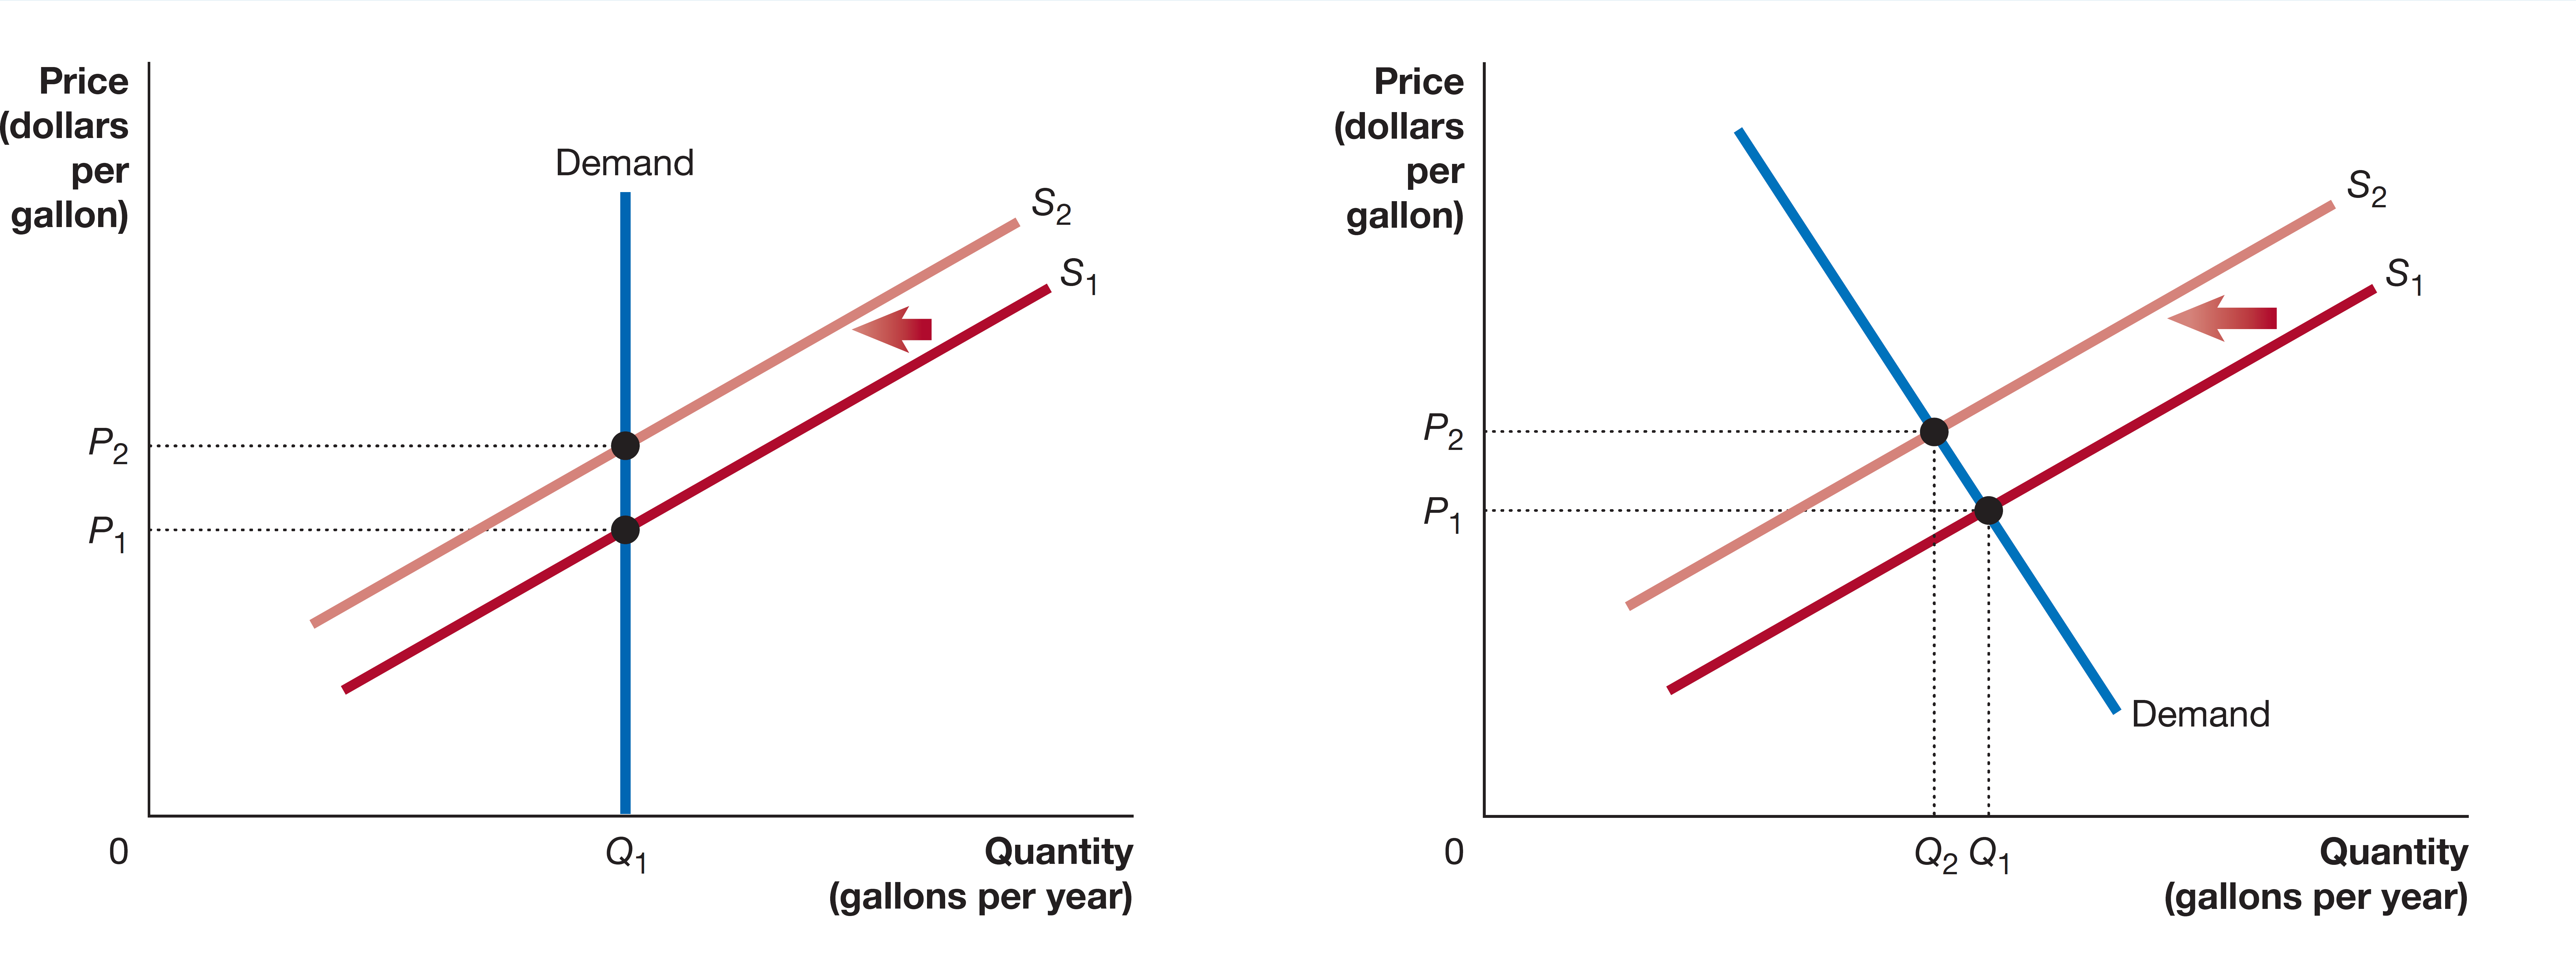 Price
(dollars
per
gallon)
Demand
S2
S1
P2
P1
0
Q1
Quantity
(gallons per year)
Price
(dollars
per
gallon)
S2
S1
P2
P1
Demand
0
Q2 Q1
Quantity
(gallons per year)